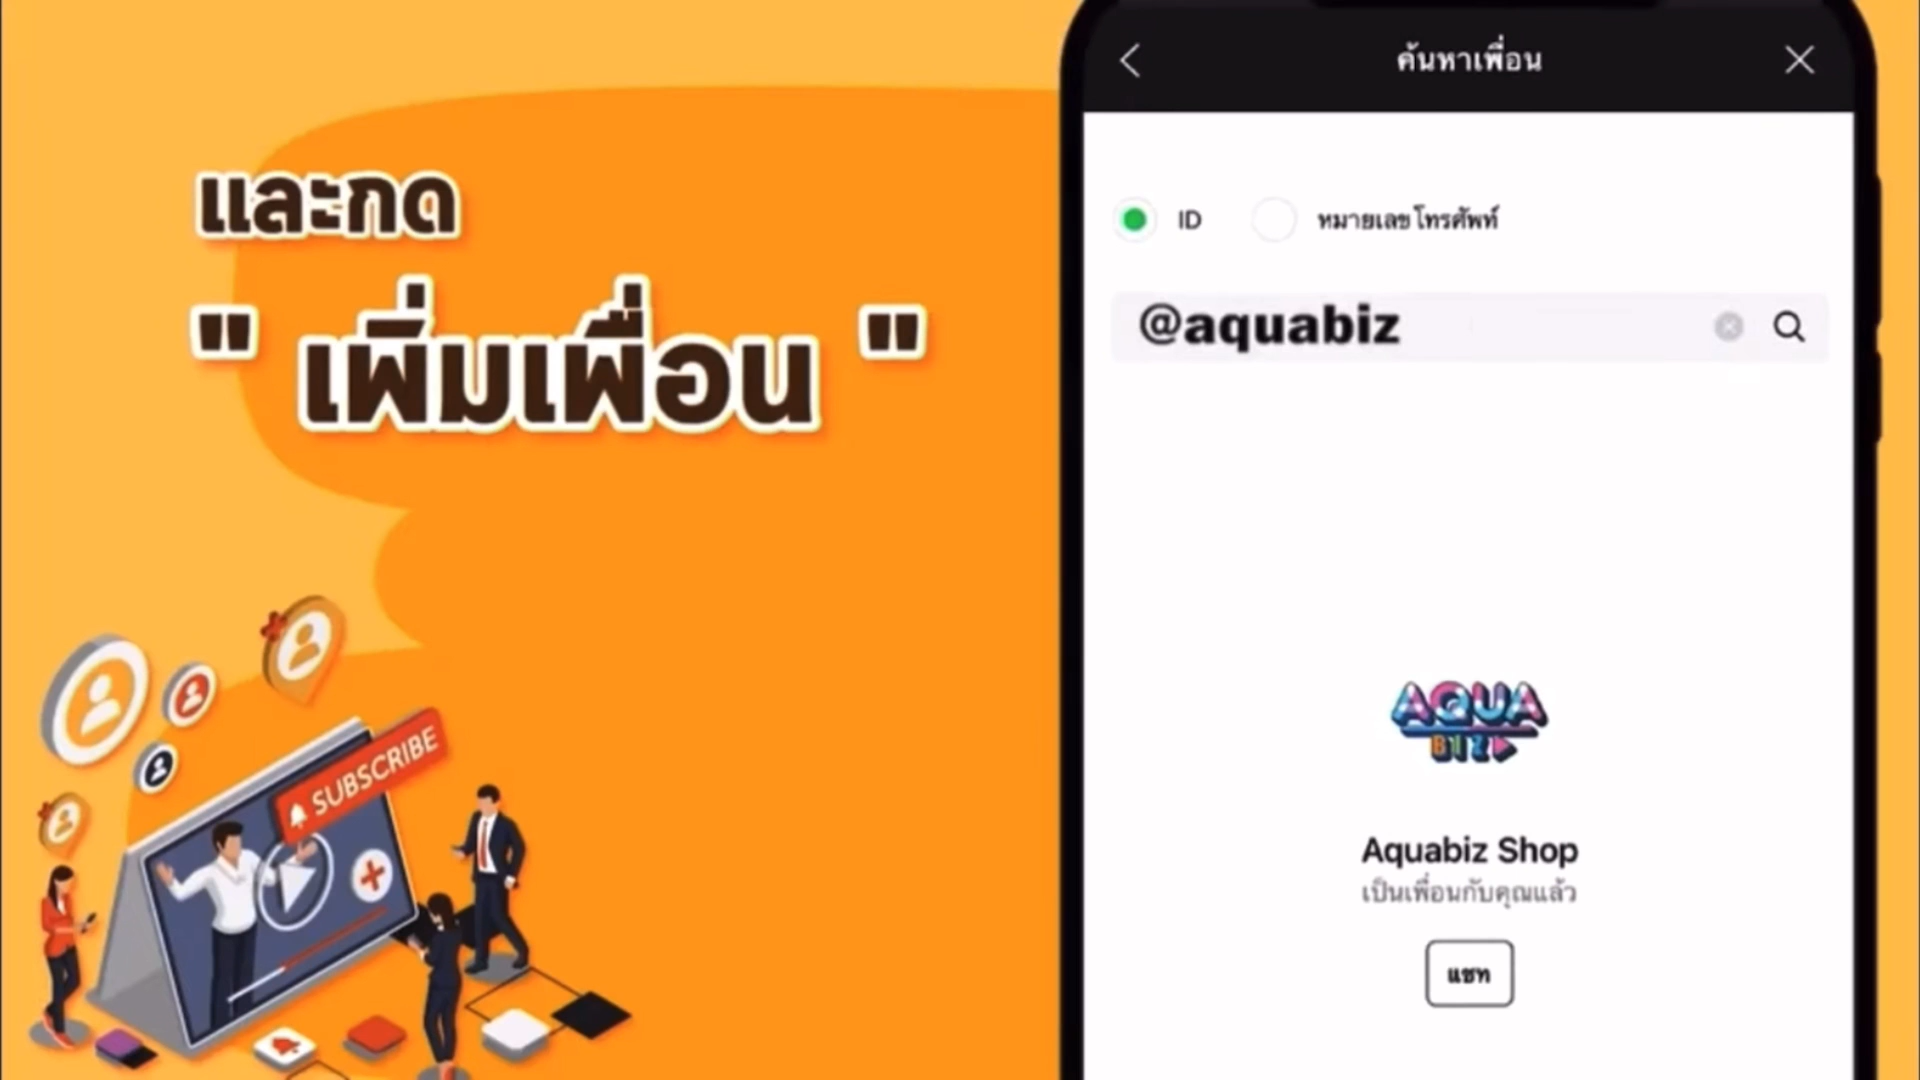 และกด
" เพิ่มเพื่อน "
SUBSCRIBE
ค้นหาเพื่อน
ID หมายเลขโทรศัพท์
@aquabiz
AQUA
BIZ
Aquabiz Shop
เป็นเพื่อนกับคุณแล้ว
แชท